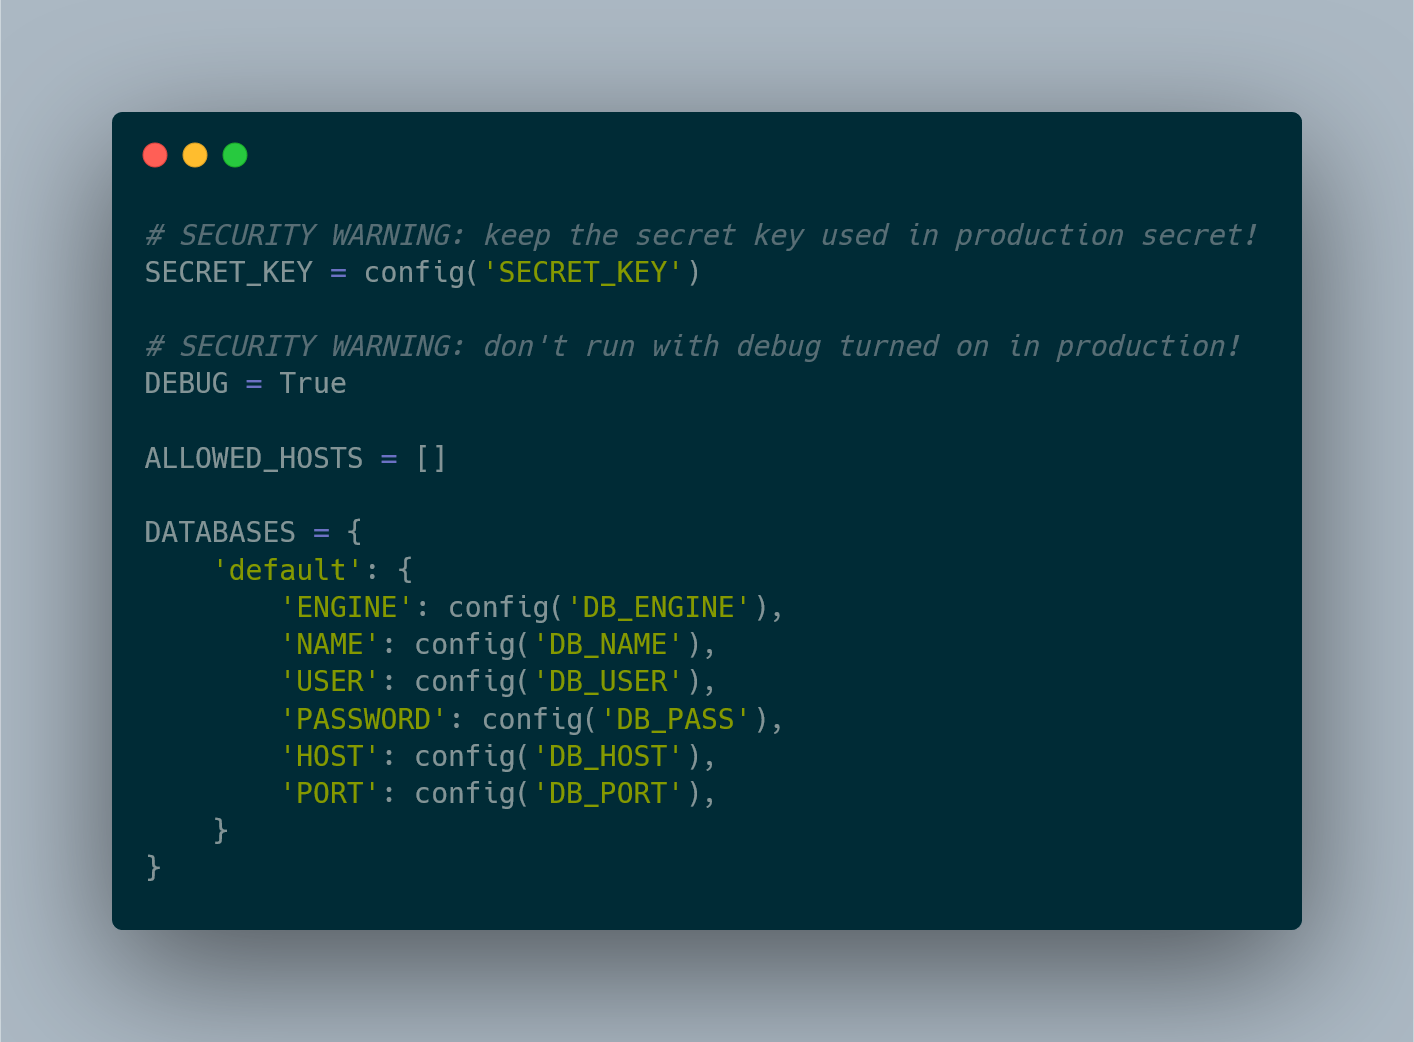 # SECURITY WARNING: keep the secret key used in production secret!
SECRET_KEY = config('SECRET_KEY')
# SECURITY WARNING: don't run with debug turned on in production!
DEBUG = True
ALLOWED_HOSTS = []
DATABASES = {
    'default': {
        'ENGINE': config('DB_ENGINE'),
        'NAME': config('DB_NAME'),
        'USER': config('DB_USER'),
        'PASSWORD': config('DB_PASS'),
        'HOST': config('DB_HOST'),
        'PORT': config('DB_PORT'),
    }
}